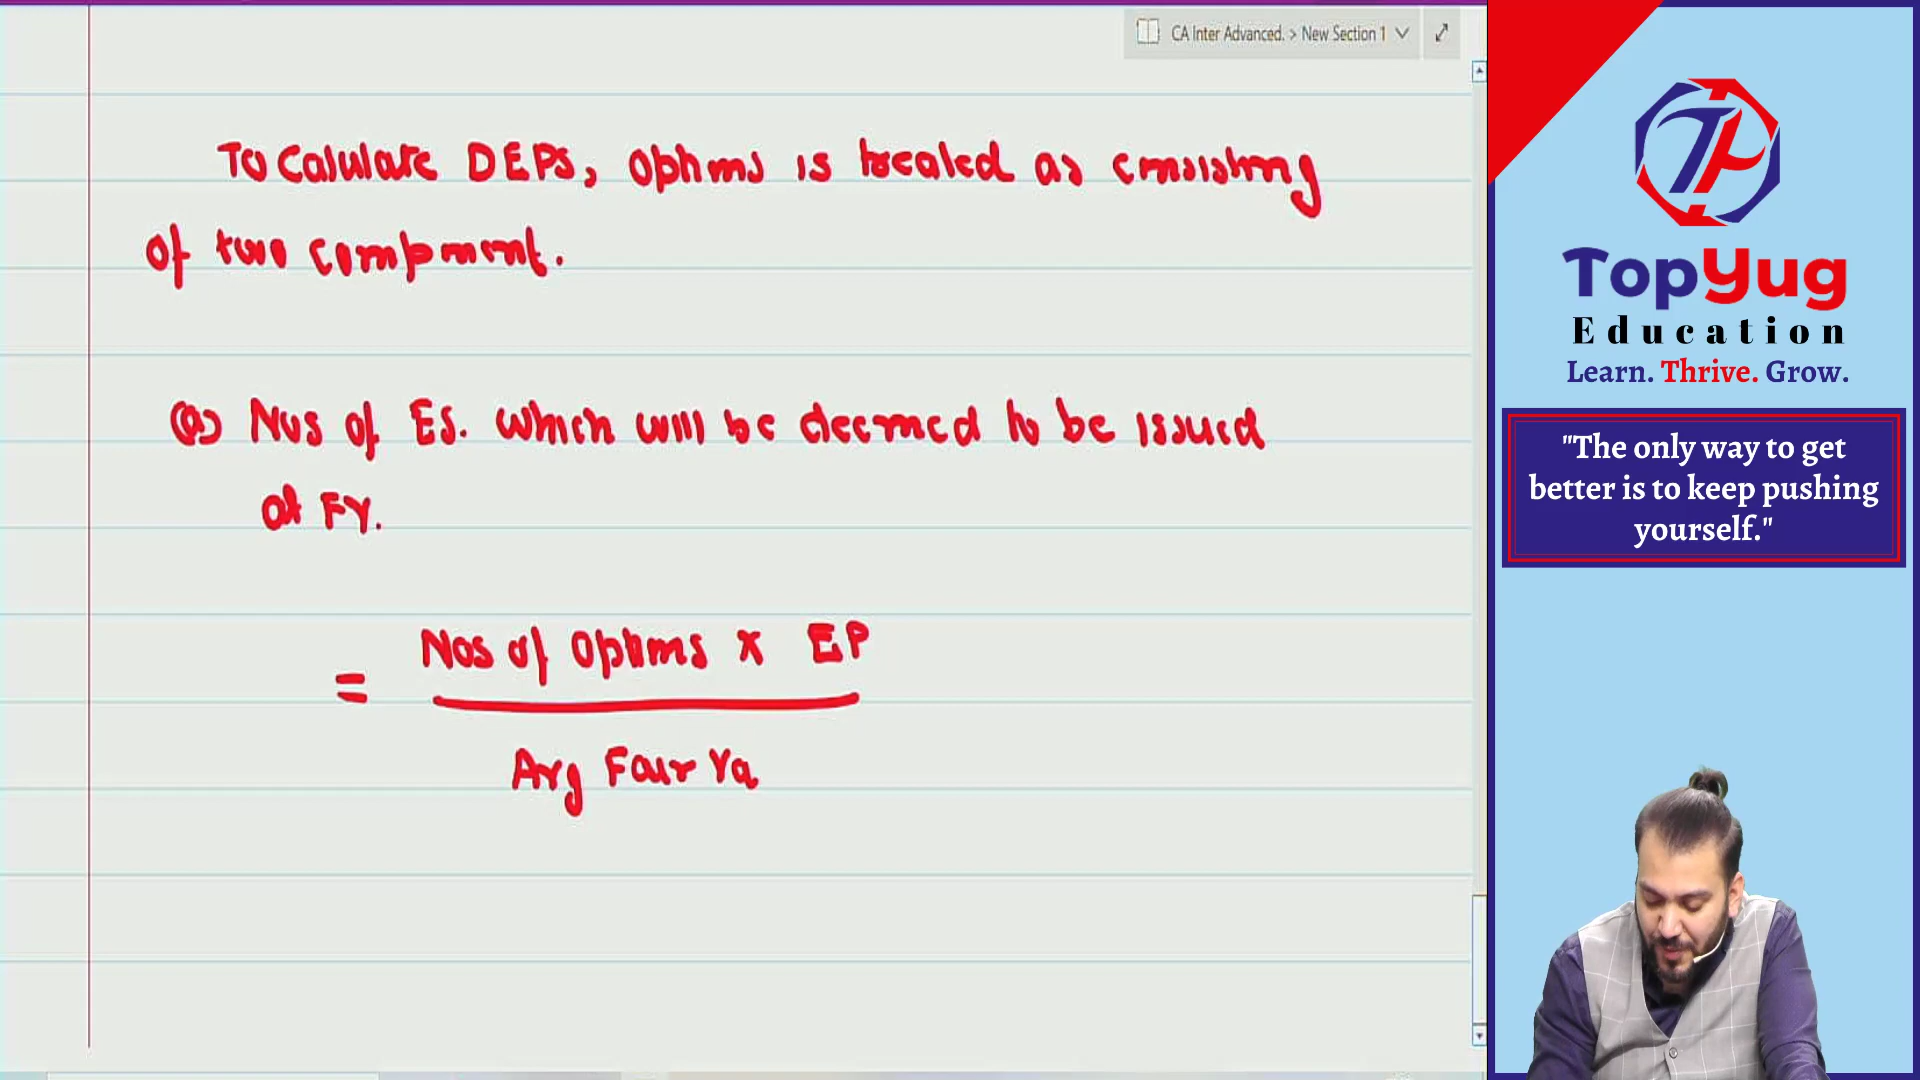 CA Inter Advanced. > New Section 1
To Calulate DEPS, Options is treated as consisting
of two component.
(a) Nos of ES. which will be deemed to be issued
at FV.
= Nos of Options x EP
Avg Fair Va
TopYug
Education
Learn. Thrive. Grow.
"The only way to get
better is to keep pushing
yourself."